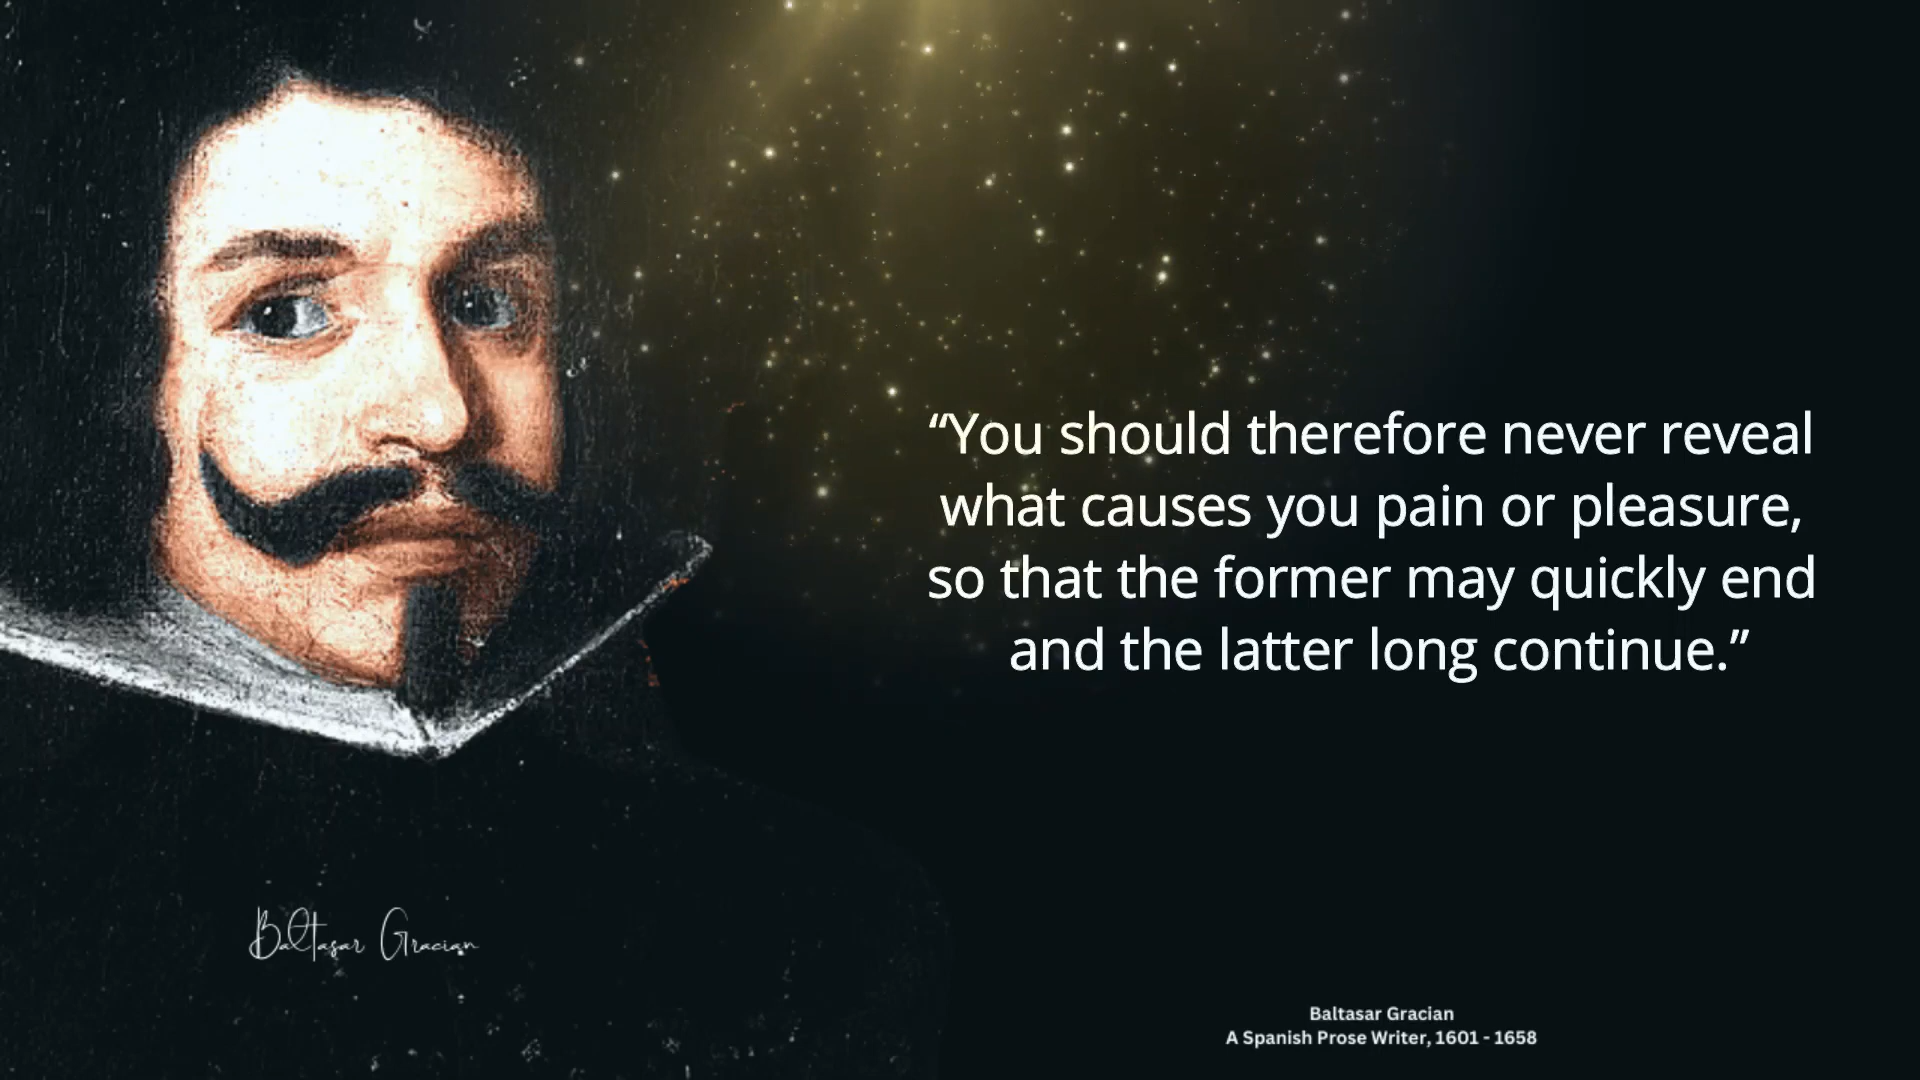 “You should therefore never reveal
what causes you pain or pleasure,
so that the former may quickly end
and the latter long continue.”
Baltasar Gracian
Baltasar Gracian
A Spanish Prose Writer, 1601 - 1658